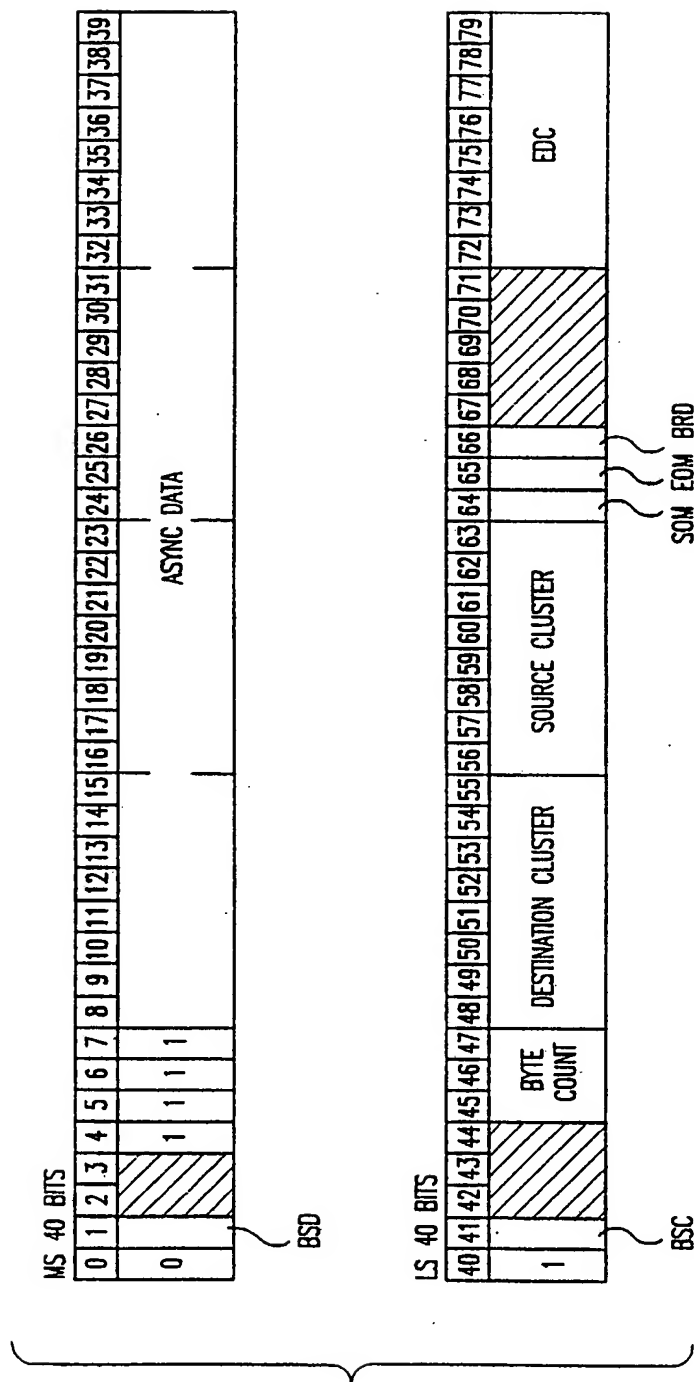 MS 40 BITS
0 1 2 3 4 5 6 7 8 9 10 11 12 13 14 15 16 17 18 19 20 21 22 23 24 25 26 27 28 29 30 31 32 33 34 35 36 37 38 39
0 1 1 1 1 ASYNC DATA
BSD
LS 40 BITS
40 41 42 43 44 45 46 47 48 49 50 51 52 53 54 55 56 57 58 59 60 61 62 63 64 65 66 67 68 69 70 71 72 73 74 75 76 77 78 79
1 BYTE COUNT DESTINATION CLUSTER SOURCE CLUSTER EDC
BSC SOM EOM BRD